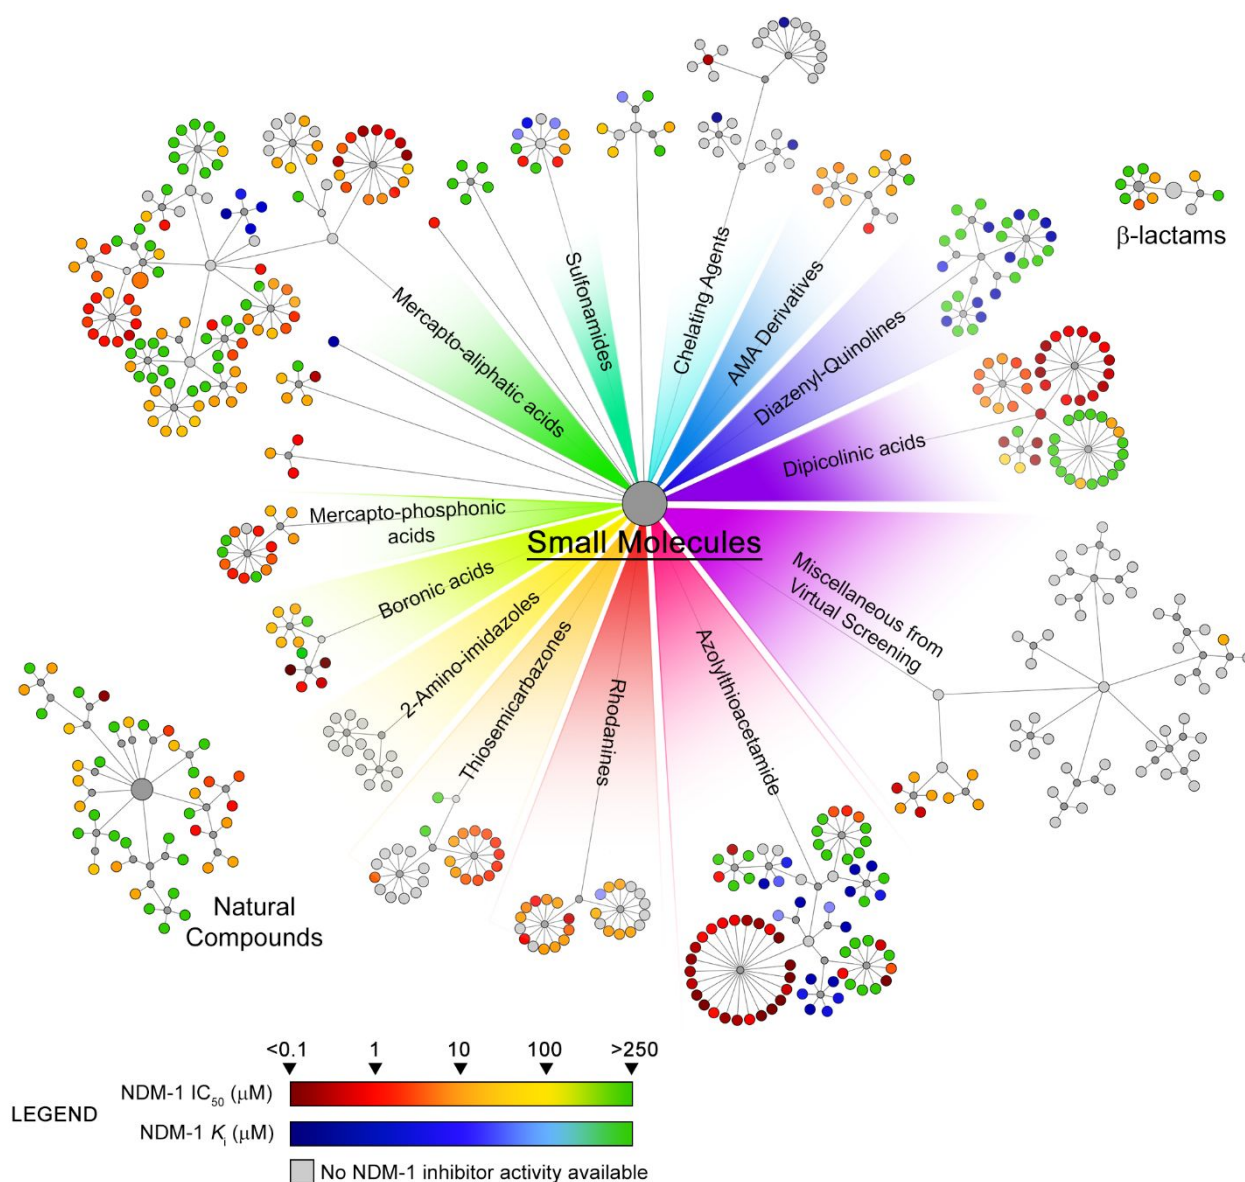 β-lactams
Sulfonamides
Chelating Agents
AMA Derivatives
Diazenyl-Quinolines
Mercapto-aliphatic acids
Dipicolinic acids
Mercapto-phosphonic
acids
Small Molecules
Boronic acids
2-Amino-imidazoles
Thiosemicarbazones
Rhodanines
Azolylthioacetamide
Miscellaneous from
Virtual Screening
Natural
Compounds
<0.1 1 10 100 >250
NDM-1 IC50 (µM)
LEGEND
NDM-1 Ki (µM)
No NDM-1 inhibitor activity available